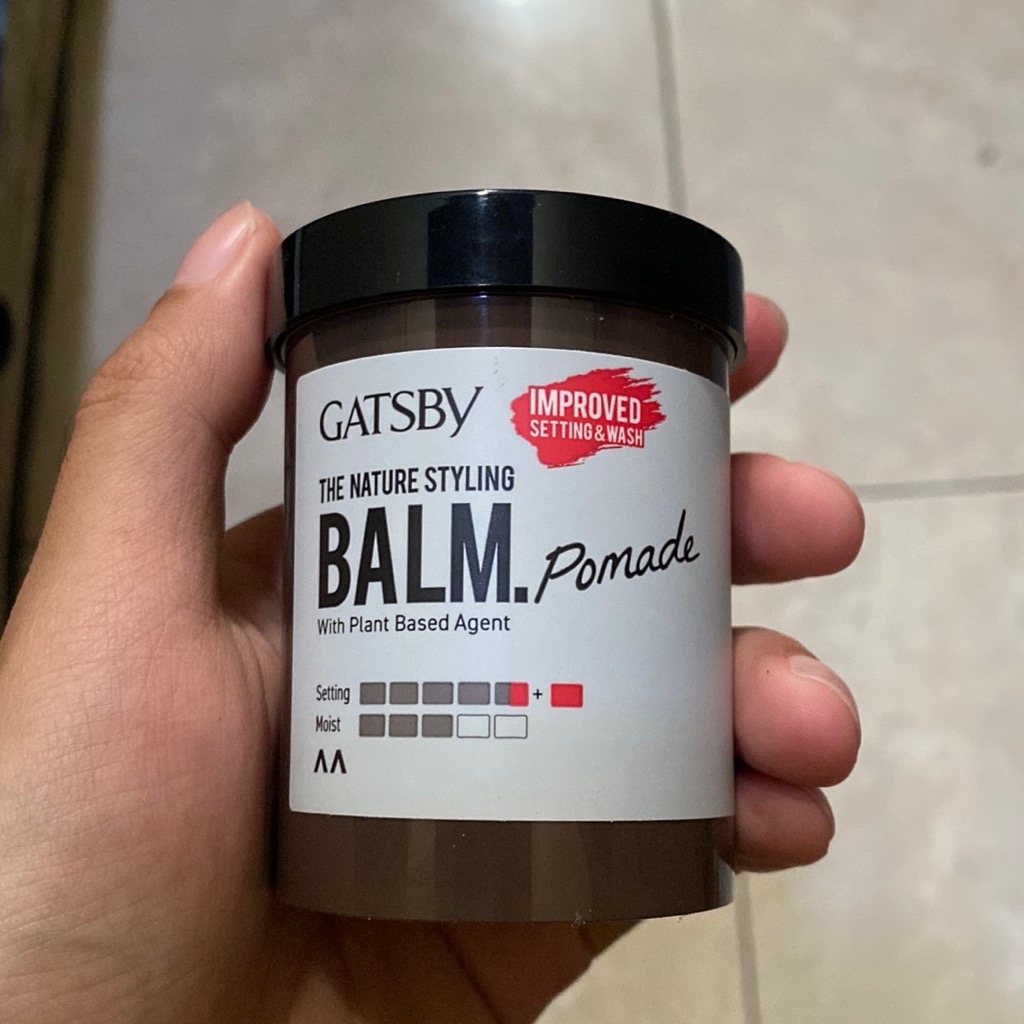 GATSBY
IMPROVED
SETTING & WASH
THE NATURE STYLING
BALM. Pomade
With Plant Based Agent
Setting +
Moist